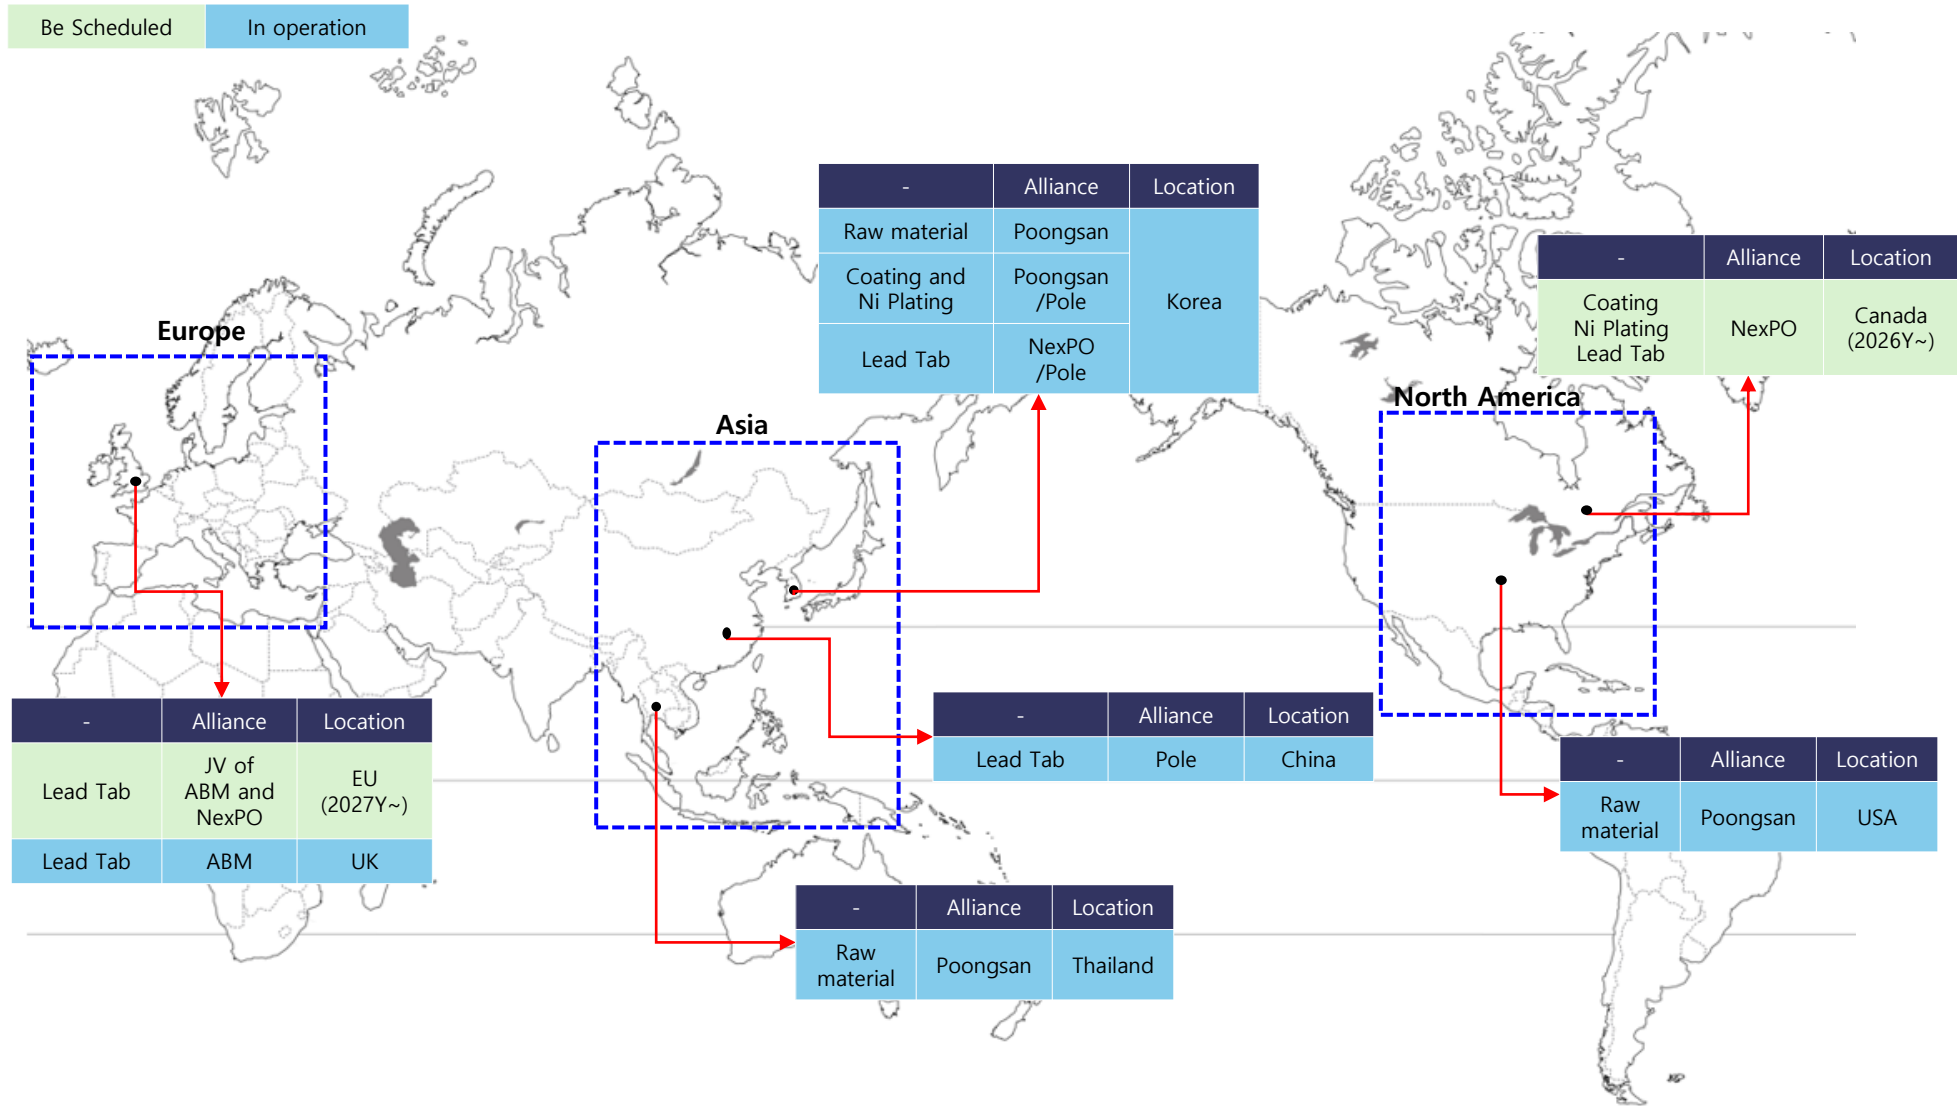 Be Scheduled
In operation
Europe
Asia
North America
-
Alliance
Location
Raw material
Poongsan
Korea
Coating and
Ni Plating
Poongsan
/Pole
Lead Tab
NexPO
/Pole
-
Alliance
Location
Coating
Ni Plating
Lead Tab
NexPO
Canada
(2026Y~)
-
Alliance
Location
Lead Tab
JV of
ABM and
NexPO
EU
(2027Y~)
Lead Tab
ABM
UK
-
Alliance
Location
Lead Tab
Pole
China
-
Alliance
Location
Raw
material
Poongsan
USA
-
Alliance
Location
Raw
material
Poongsan
Thailand